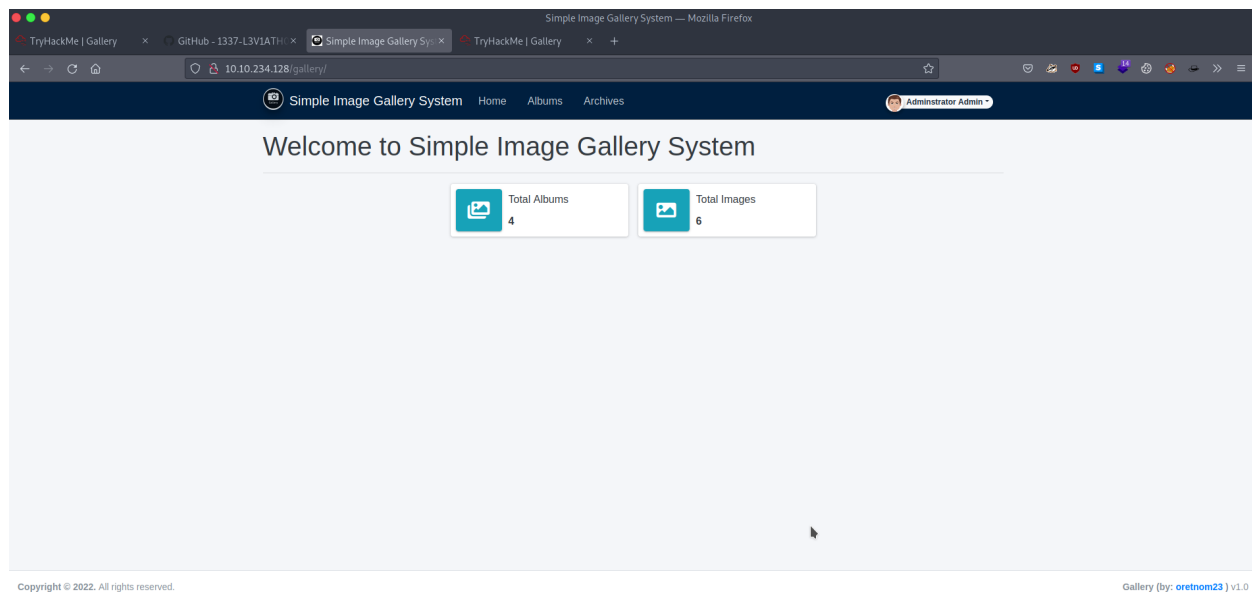 Simple Image Gallery System — Mozilla Firefox
TryHackMe | Gallery × GitHub - 1337-L3V1ATH × Simple Image Gallery Sys × TryHackMe | Gallery × +
10.10.234.128/gallery/
14
Simple Image Gallery System Home Albums Archives Adminstrator Admin
Welcome to Simple Image Gallery System
Total Albums
4
Total Images
6
Copyright © 2022. All rights reserved. Gallery (by: oretnom23 ) v1.0